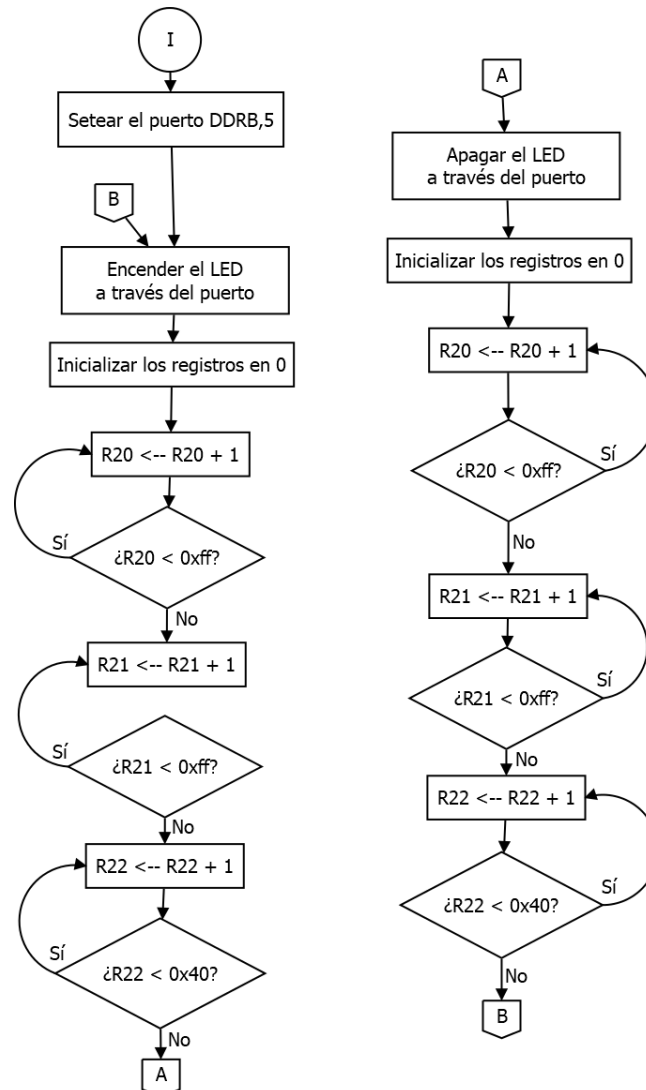 I
Setear el puerto DDRB,5
B
Encender el LED
a través del puerto
Inicializar los registros en 0
R20 <-- R20 + 1
Sí
¿R20 < 0xff?
No
R21 <-- R21 + 1
Sí
¿R21 < 0xff?
No
R22 <-- R22 + 1
Sí
¿R22 < 0x40?
No
A
A
Apagar el LED
a través del puerto
Inicializar los registros en 0
R20 <-- R20 + 1
¿R20 < 0xff?
Sí
No
R21 <-- R21 + 1
¿R21 < 0xff?
Sí
No
R22 <-- R22 + 1
¿R22 < 0x40?
Sí
No
B